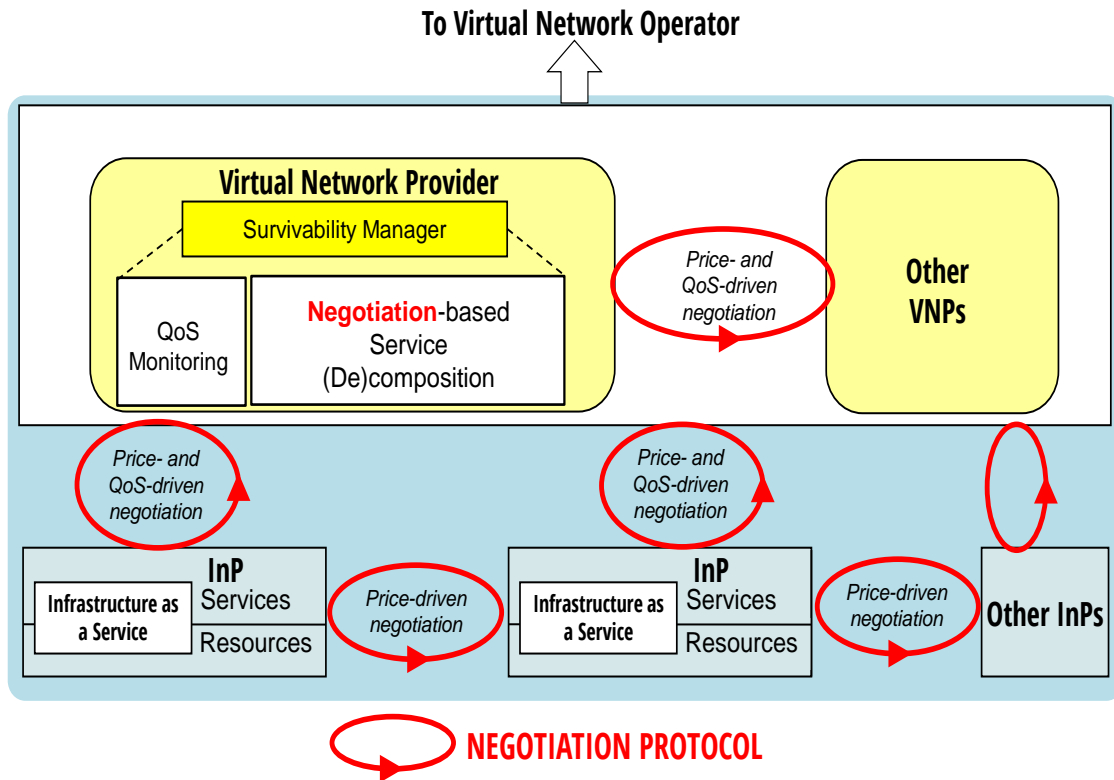 To Virtual Network Operator
Virtual Network Provider
Survivability Manager
QoS
Monitoring
Negotiation-based
Service
(De)composition
Price- and
QoS-driven
negotiation
Other
VNPs
Price- and
QoS-driven
negotiation
Price- and
QoS-driven
negotiation
InP
Infrastructure as
a Service
Services
Resources
Price-driven
negotiation
InP
Infrastructure as
a Service
Services
Resources
Price-driven
negotiation
Other InPs
NEGOTIATION PROTOCOL